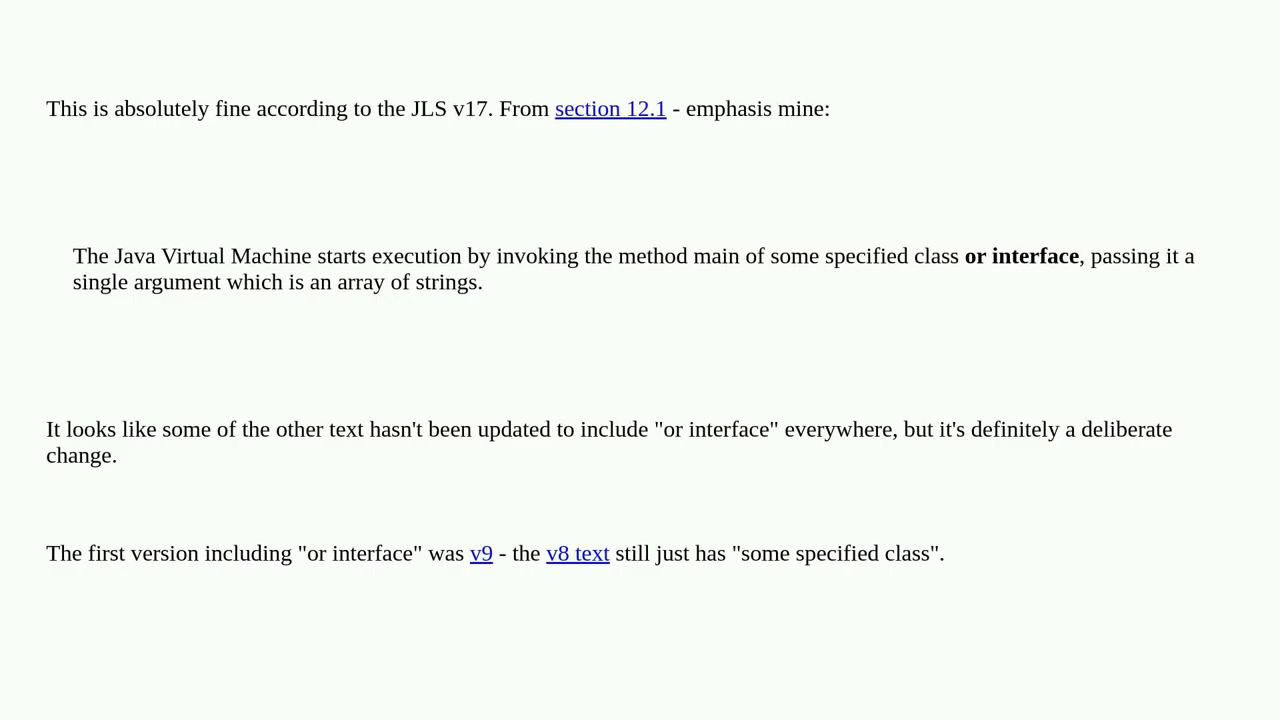 This is absolutely fine according to the JLS v17. From section 12.1 - emphasis mine:
The Java Virtual Machine starts execution by invoking the method main of some specified class or interface, passing it a
single argument which is an array of strings.
It looks like some of the other text hasn't been updated to include "or interface" everywhere, but it's definitely a deliberate
change.
The first version including "or interface" was v9 - the v8 text still just has "some specified class".